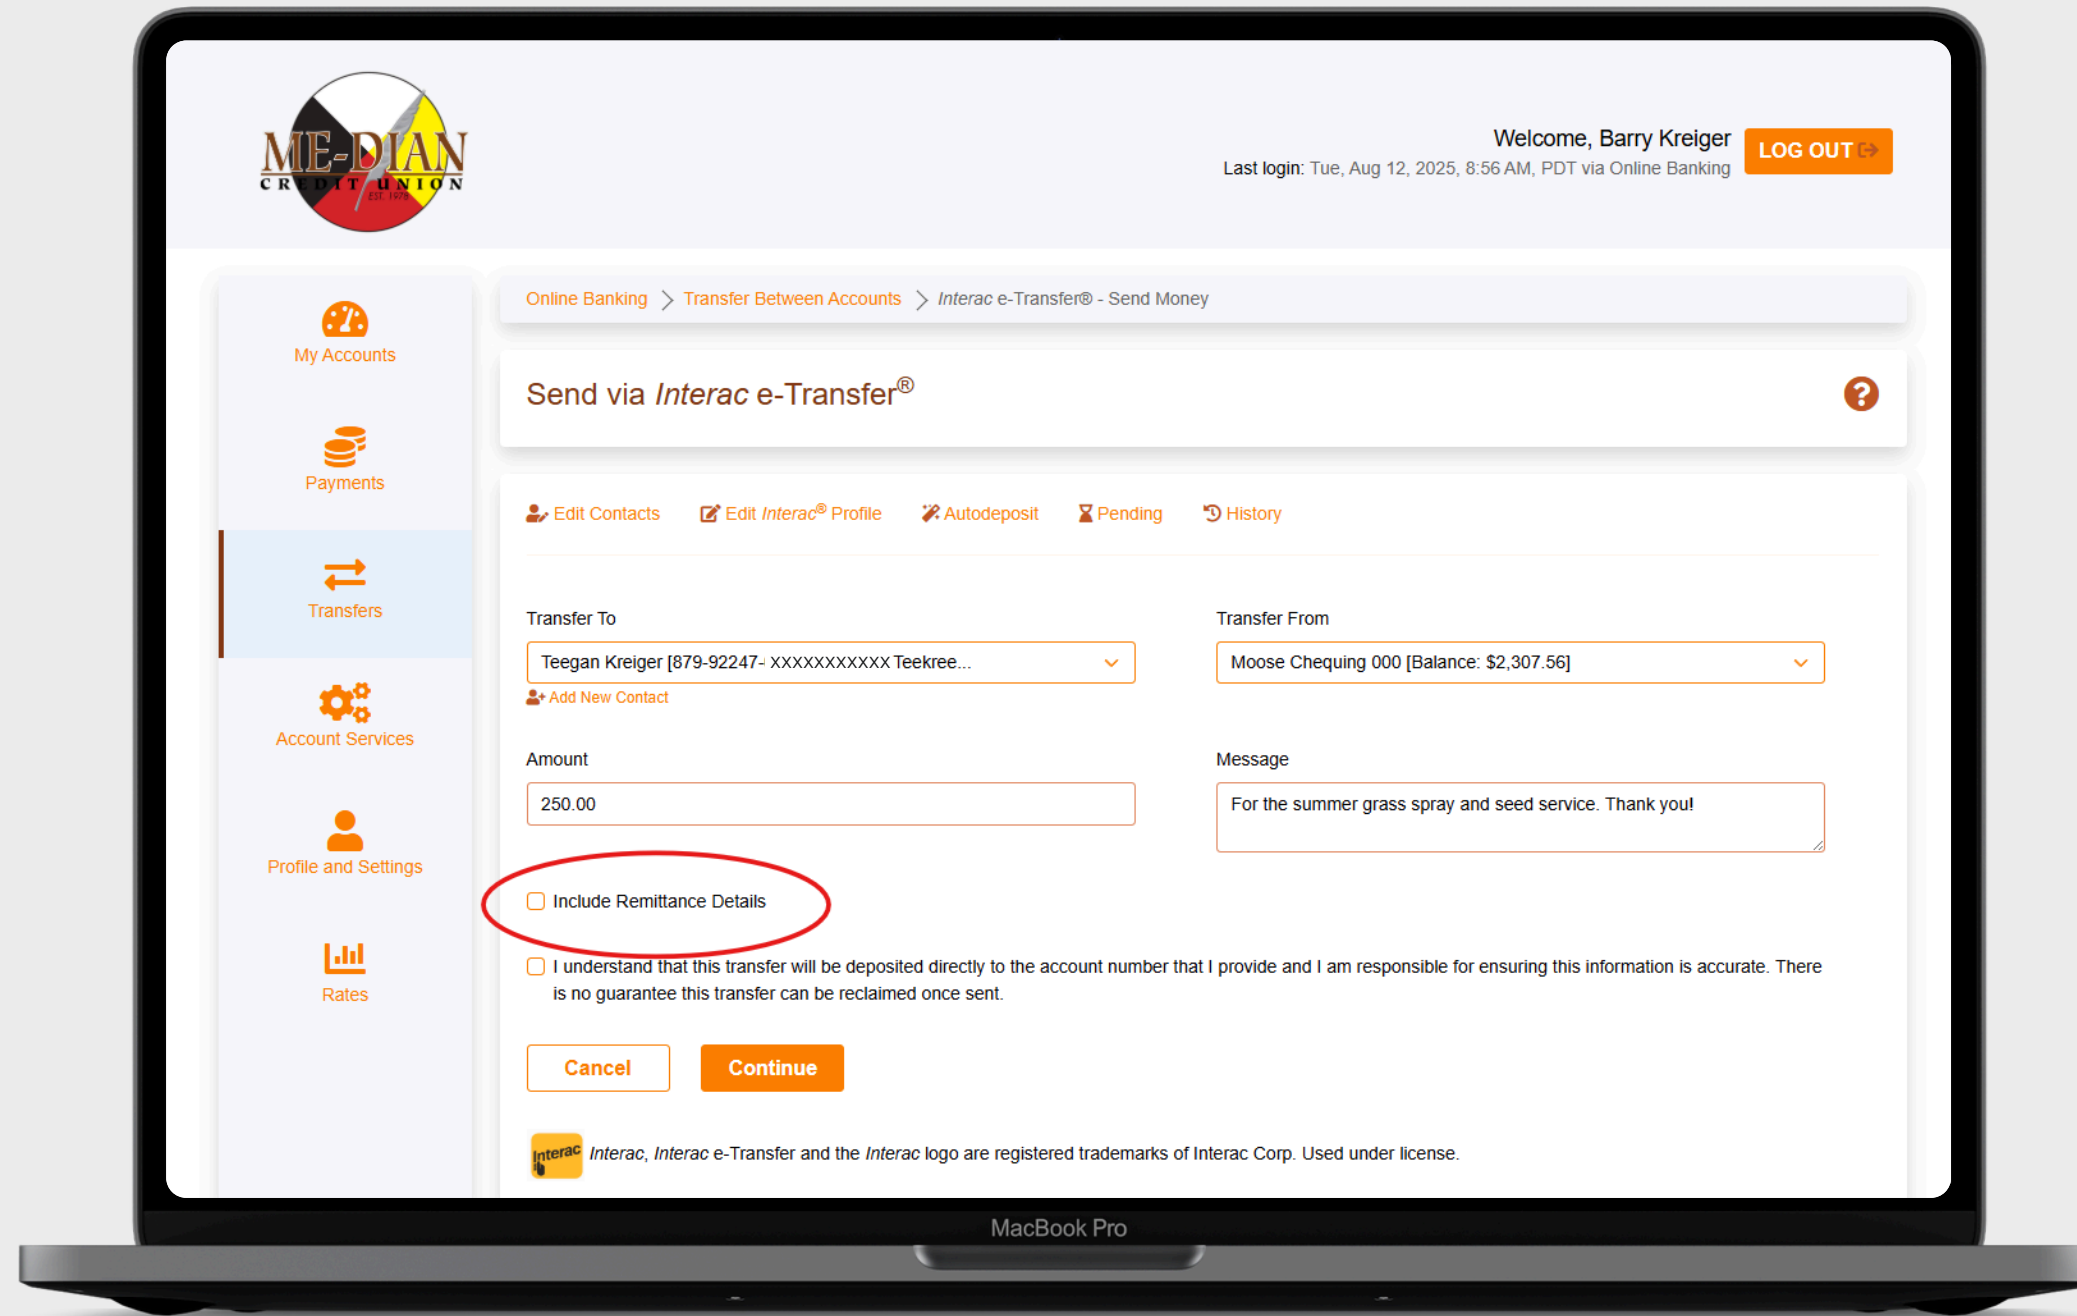 ME-DIAN
CREDIT UNION
EST. 1978
Welcome, Barry Kreiger
Last login: Tue, Aug 12, 2025, 8:56 AM, PDT via Online Banking
LOG OUT
My Accounts
Payments
Transfers
Account Services
Profile and Settings
Rates
Online Banking > Transfer Between Accounts > Interac e-Transfer® - Send Money
Send via Interac e-Transfer®
?
Edit Contacts Edit Interac® Profile Autodeposit Pending History
Transfer To
Teegan Kreiger [879-92247- XXXXXXXXXXX Teekree...
Add New Contact
Transfer From
Moose Chequing 000 [Balance: $2,307.56]
Amount
250.00
Message
For the summer grass spray and seed service. Thank you!
Include Remittance Details
I understand that this transfer will be deposited directly to the account number that I provide and I am responsible for ensuring this information is accurate. There
is no guarantee this transfer can be reclaimed once sent.
Cancel
Continue
Interac
Interac, Interac e-Transfer and the Interac logo are registered trademarks of Interac Corp. Used under license.
MacBook Pro